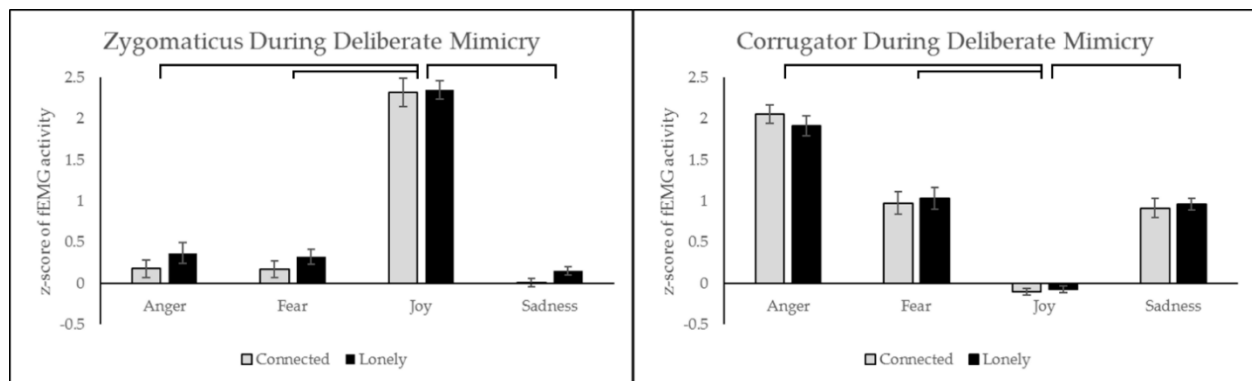 Zygomaticus During Deliberate Mimicry
z-score of fEMG activity
2.5
2
1.5
1
0.5
0
-0.5
Anger Fear Joy Sadness
Connected Lonely
Corrugator During Deliberate Mimicry
z-score of fEMG activity
2.5
2
1.5
1
0.5
0
-0.5
Anger Fear Joy Sadness
Connected Lonely